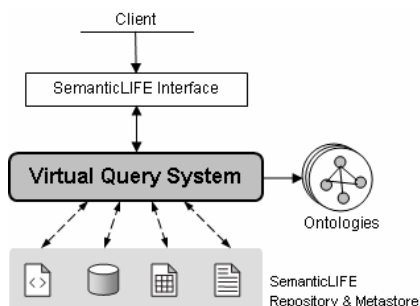 Client
SemanticLIFE Interface
Virtual Query System
Ontologies
SemanticLIFE
Repository & Metastore